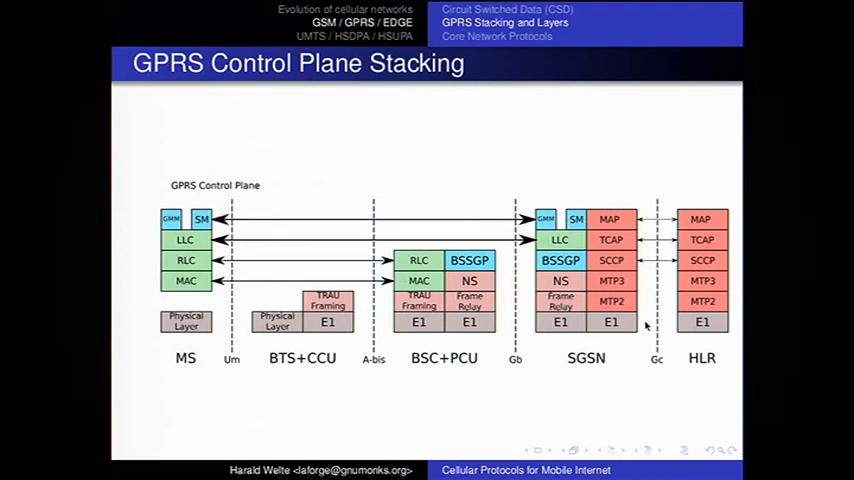 Evolution of cellular networks
GSM / GPRS / EDGE
UMTS / HSDPA / HSUPA
Circuit Switched Data (CSD)
GPRS Stacking and Layers
Core Network Protocols
GPRS Control Plane Stacking
GPRS Control Plane
GMM SM GMM SM MAP MAP
LLC LLC TCAP TCAP
RLC RLC BSSGP BSSGP SCCP SCCP
MAC MAC NS NS MTP3 MTP3
TRAU Framing TRAU Framing Frame Relay Frame Relay MTP2 MTP2
Physical Layer Physical Layer E1 E1 E1 E1 E1 E1
MS Um BTS+CCU A-bis BSC+PCU Gb SGSN Gc HLR
Harald Welte <laforge@gnumonks.org>
Cellular Protocols for Mobile Internet